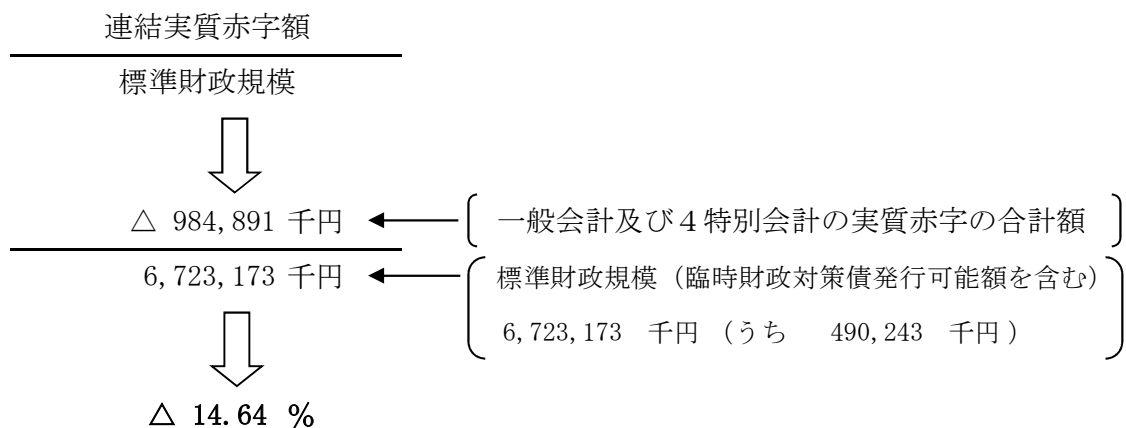 連結実質赤字額
標準財政規模
△ 984,891 千円
一般会計及び4特別会計の実質赤字の合計額
6,723,173 千円
標準財政規模(臨時財政対策債発行可能額を含む)
6,723,173 千円 (うち 490,243 千円)
△ 14.64 %